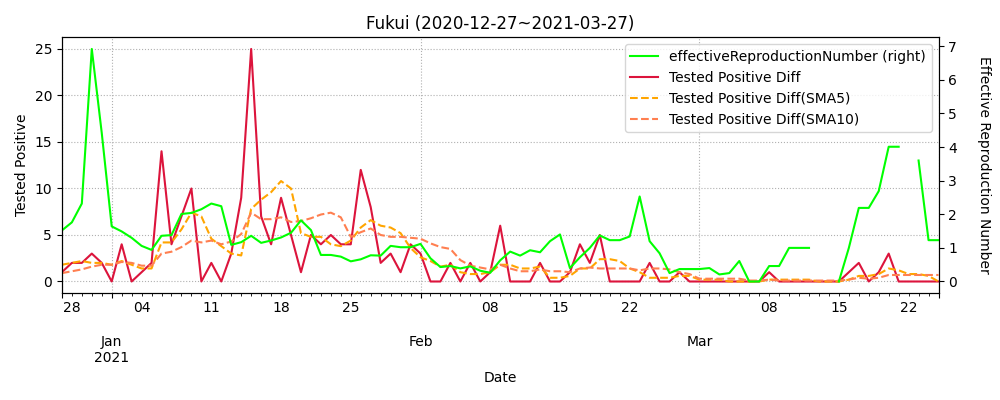 Fukui (2020-12-27~2021-03-27)
effectiveReproductionNumber (right)
Tested Positive Diff
Tested Positive Diff(SMA5)
Tested Positive Diff(SMA10)
Tested Positive
25
20
15
10
5
0
7
6
5
4
3
2
1
0
Effective Reproduction Number
28 04 11 18 25 08 15 22 08 15 22
Jan Feb Mar
2021
Date